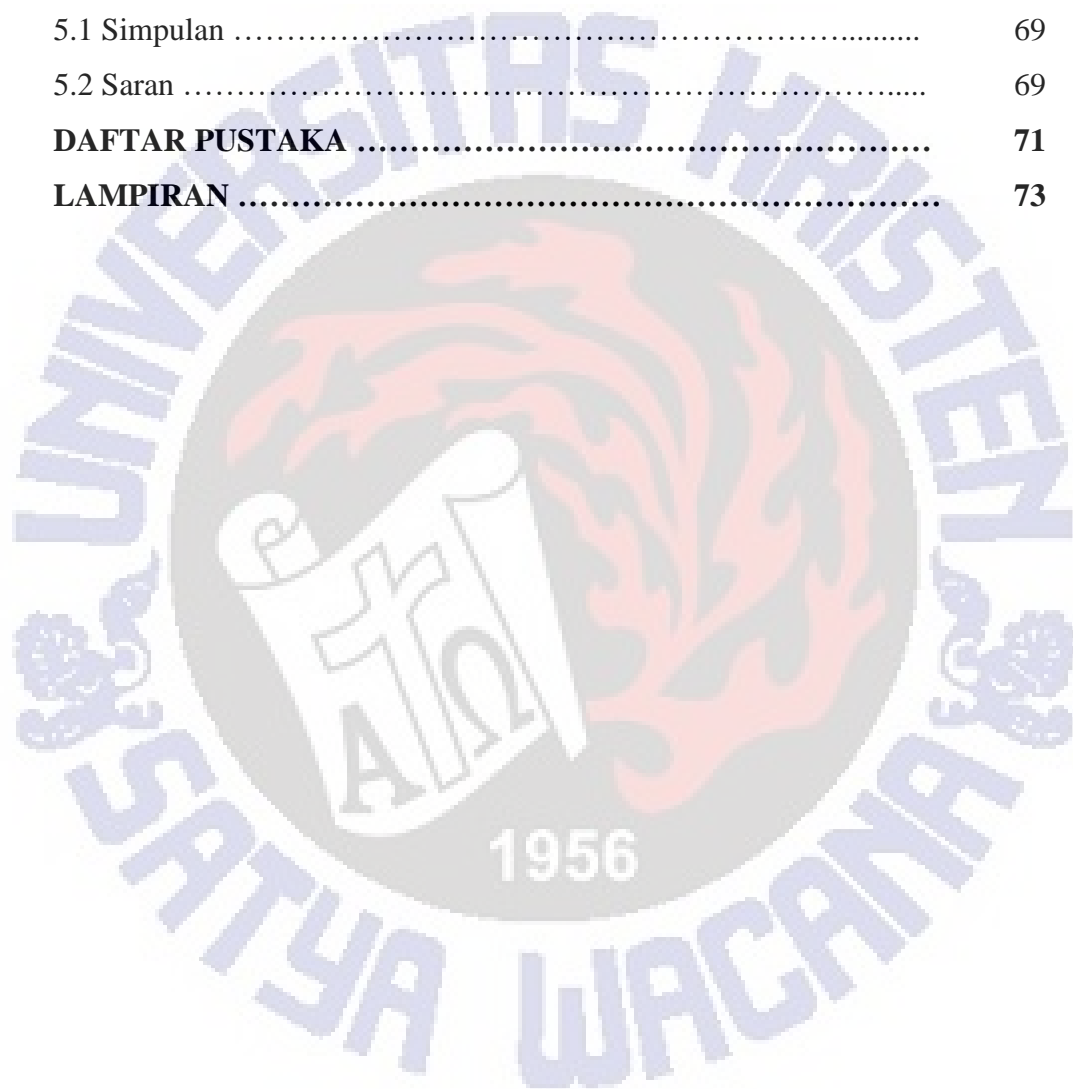 5.1 Simpulan ………………………………………………………….......... 69
5.2 Saran ……………………………………………………………….... 69
DAFTAR PUSTAKA ………………………………………………… 71
LAMPIRAN …………………………………………………………… 73
UNIVERSITAS KRISTEN
Α Ω
1956
SATYA WACANA